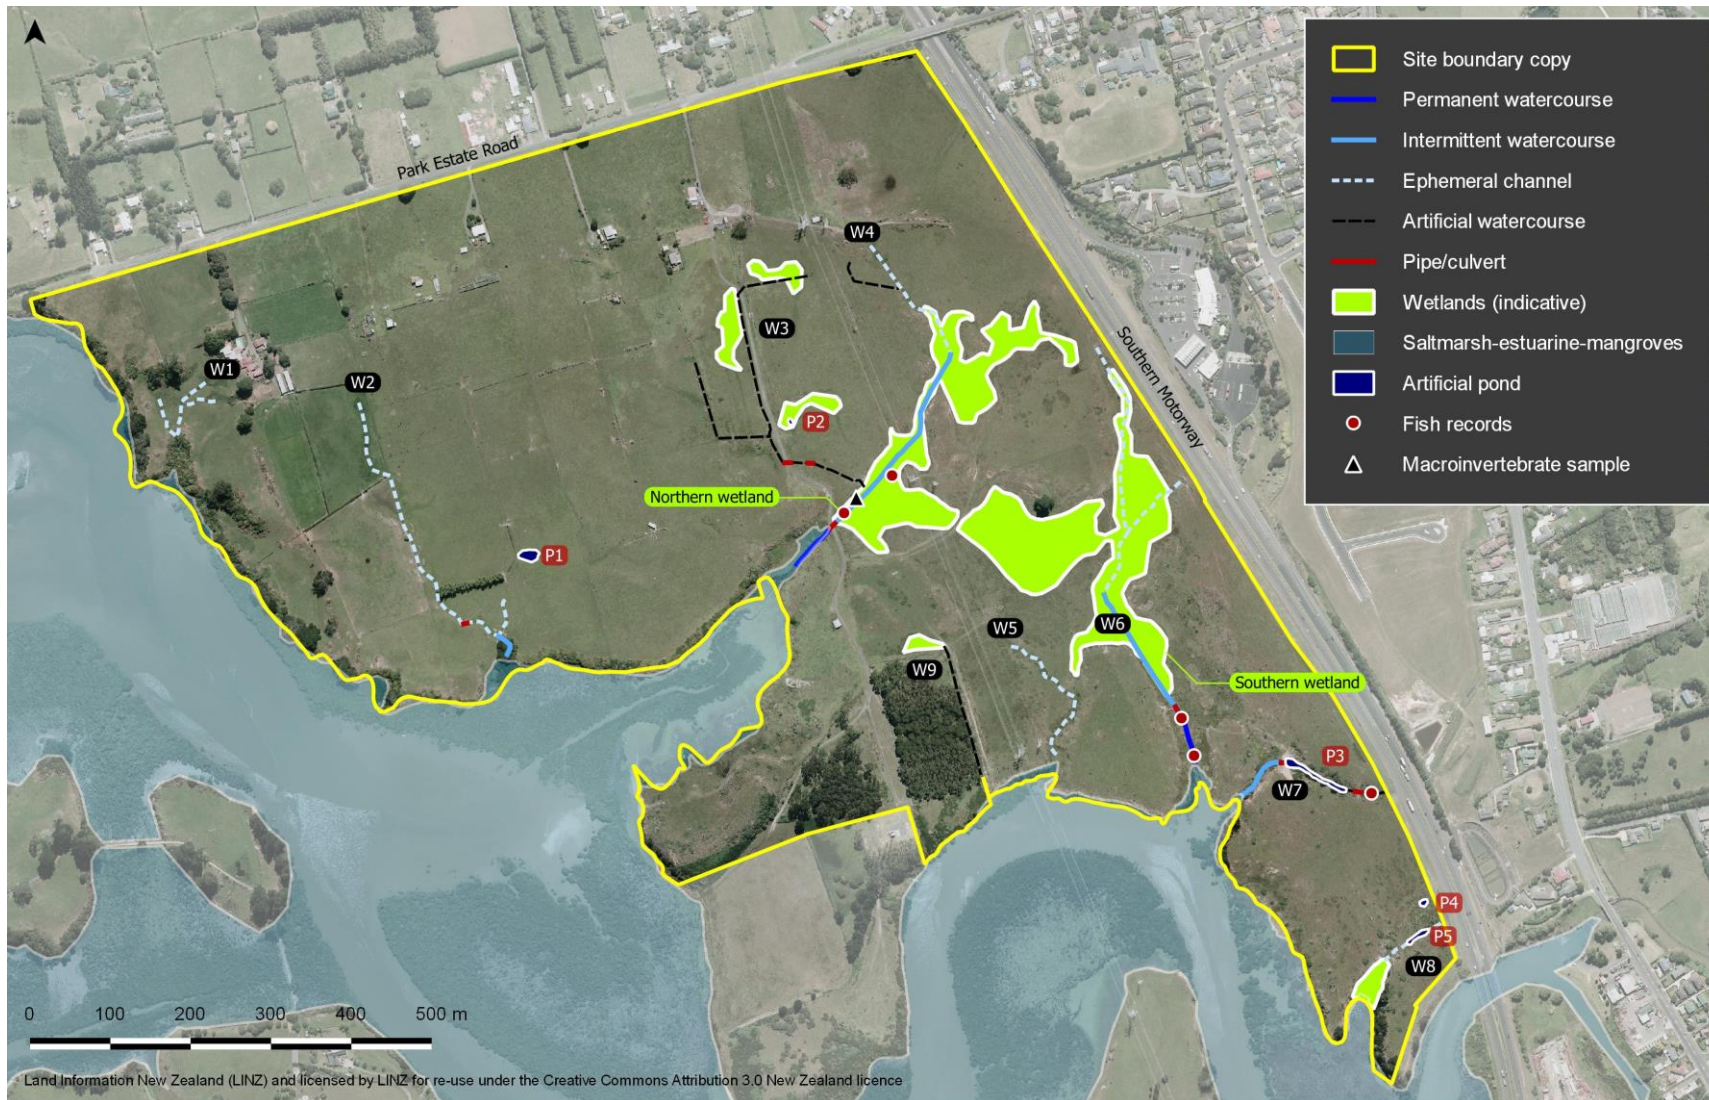 Site boundary copy
Permanent watercourse
Intermittent watercourse
Ephemeral channel
Artificial watercourse
Pipe/culvert
Wetlands (indicative)
Saltmarsh-estuarine-mangroves
Artificial pond
Fish records
Macroinvertebrate sample
Park Estate Road
Southern Motorway
W4
W3
W1
W2
P2
Northern wetland
P1
W5
W6
W9
Southern wetland
P3
W7
P4
P5
W8
0 100 200 300 400 500 m
Land Information New Zealand (LINZ) and licensed by LINZ for re-use under the Creative Commons Attribution 3.0 New Zealand licence